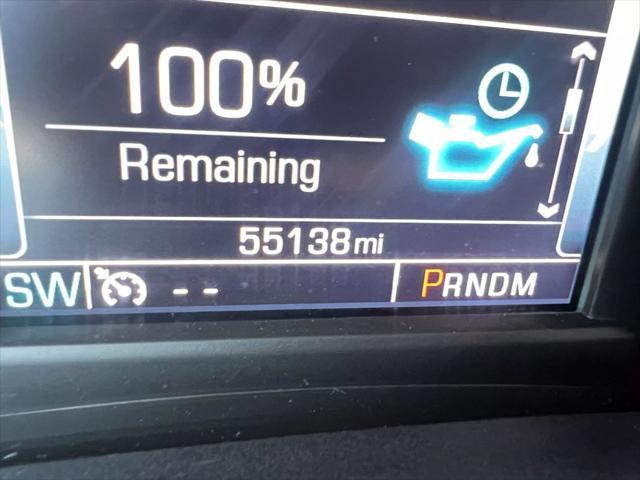 100%
Remaining
55138mi
SW -- PRNDM